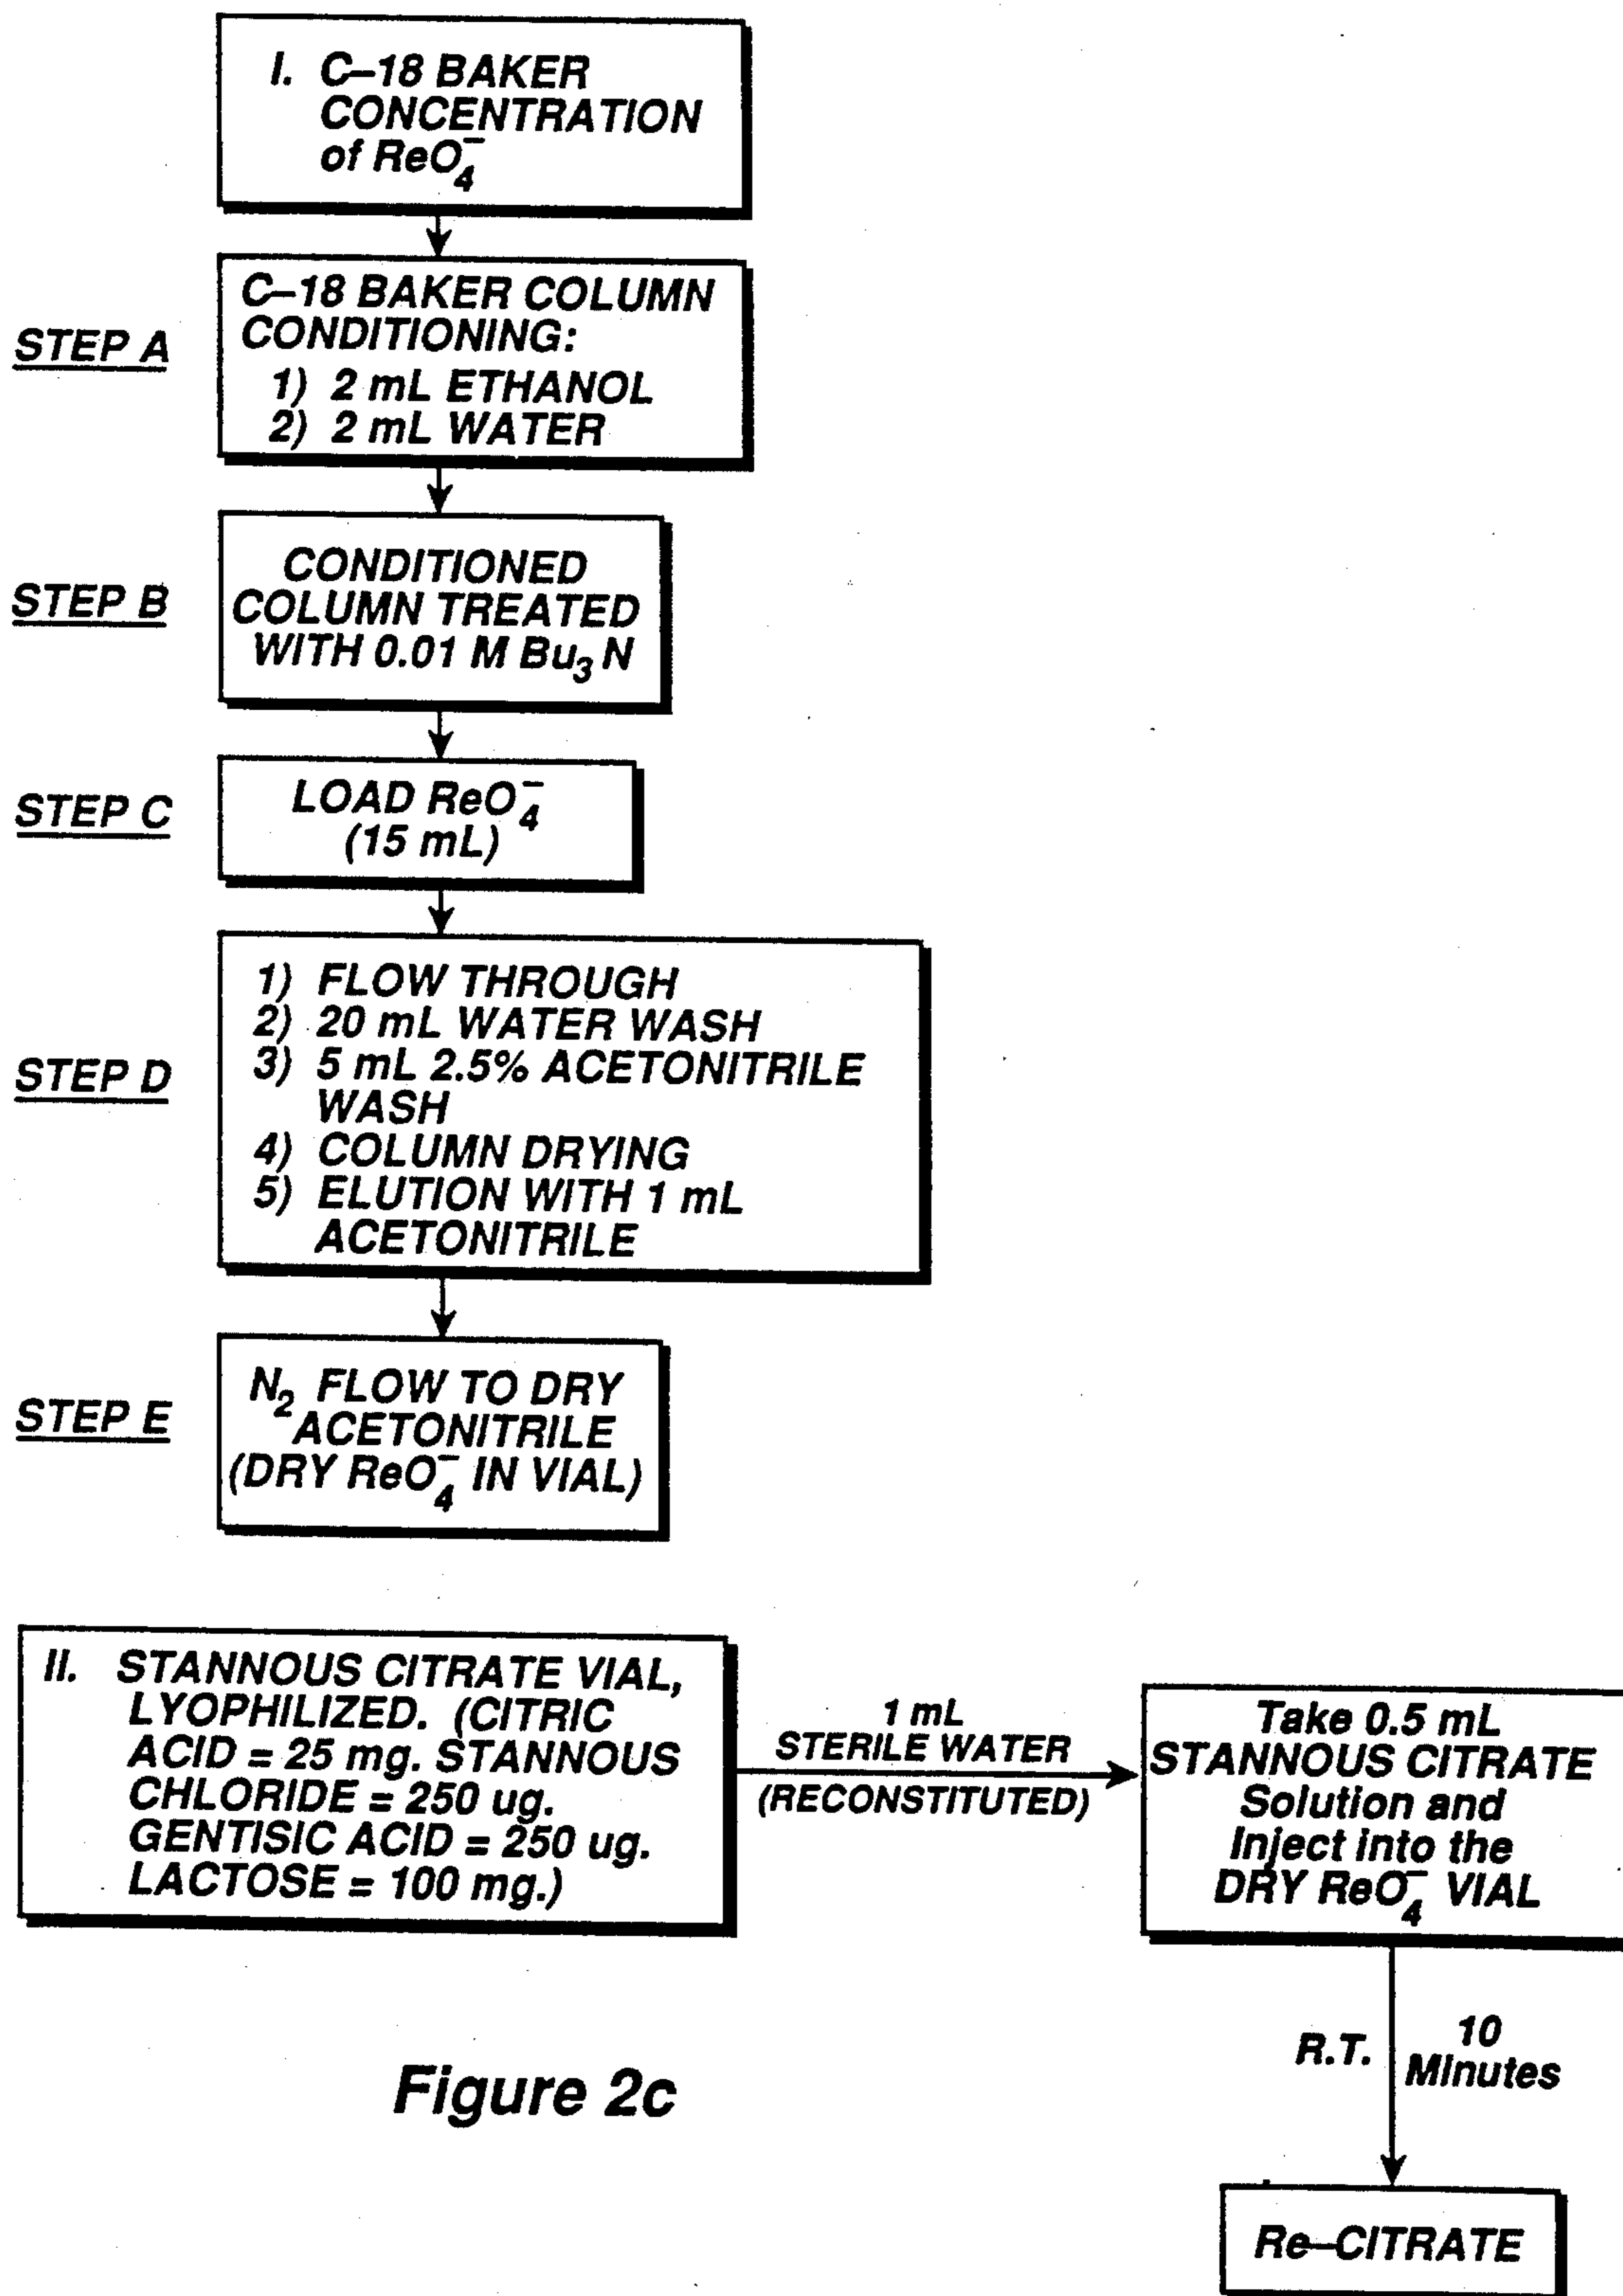 I. C-18 BAKER
CONCENTRATION
of ReO₄⁻
STEP A
C-18 BAKER COLUMN
CONDITIONING:
1) 2 mL ETHANOL
2) 2 mL WATER
STEP B
CONDITIONED
COLUMN TREATED
WITH 0.01 M Bu₃N
STEP C
LOAD ReO₄⁻
(15 mL)
STEP D
1) FLOW THROUGH
2) 20 mL WATER WASH
3) 5 mL 2.5% ACETONITRILE
WASH
4) COLUMN DRYING
5) ELUTION WITH 1 mL
ACETONITRILE
STEP E
N₂ FLOW TO DRY
ACETONITRILE
(DRY ReO₄⁻ IN VIAL)
II. STANNOUS CITRATE VIAL,
LYOPHILIZED. (CITRIC
ACID = 25 mg. STANNOUS
CHLORIDE = 250 ug.
GENTISIC ACID = 250 ug.
LACTOSE = 100 mg.)
1 mL
STERILE WATER
(RECONSTITUTED)
Take 0.5 mL
STANNOUS CITRATE
Solution and
Inject into the
DRY ReO₄⁻ VIAL
R.T.
10
Minutes
Re-CITRATE
Figure 2c